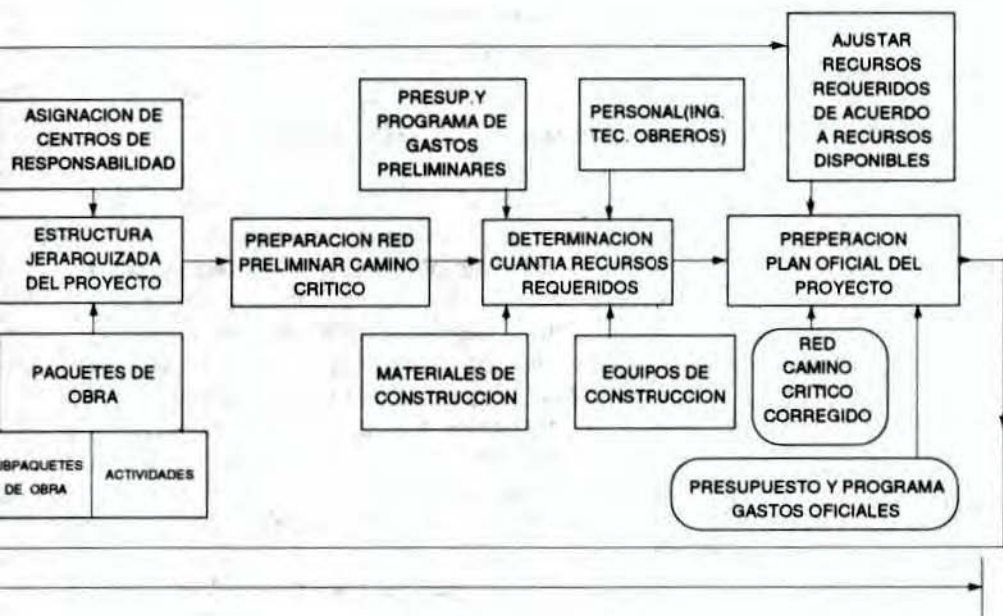 ASIGNACION DE
CENTROS DE
RESPONSABILIDAD
PRESUP.Y
PROGRAMA DE
GASTOS
PRELIMINARES
PERSONAL(ING.
TEC. OBREROS)
AJUSTAR
RECURSOS
REQUERIDOS
DE ACUERDO
A RECURSOS
DISPONIBLES
ESTRUCTURA
JERARQUIZADA
DEL PROYECTO
PREPARACION RED
PRELIMINAR CAMINO
CRITICO
DETERMINACION
CUANTIA RECURSOS
REQUERIDOS
PREPERACION
PLAN OFICIAL DEL
PROYECTO
PAQUETES DE
OBRA
MATERIALES DE
CONSTRUCCION
EQUIPOS DE
CONSTRUCCION
RED
CAMINO
CRITICO
CORREGIDO
DE OBRA
ACTIVIDADES
PRESUPUESTO Y PROGRAMA
GASTOS OFICIALES